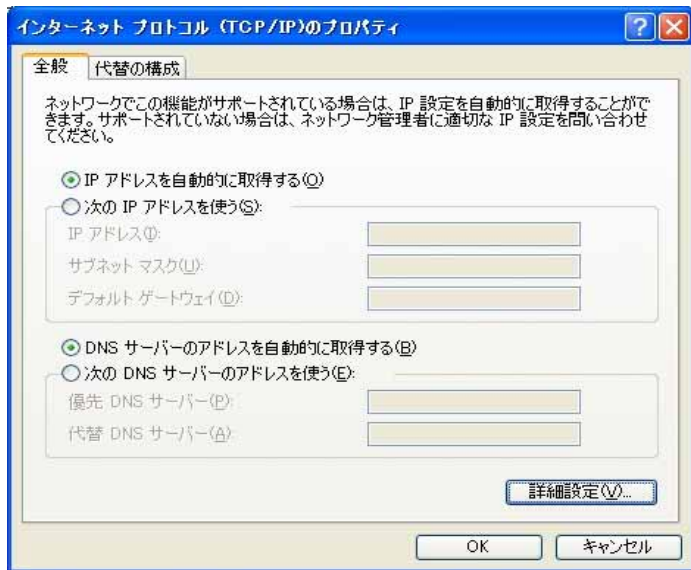 インターネット プロトコル (TCP/IP)のプロパティ
全般 代替の構成
ネットワークでこの機能がサポートされている場合は、IP 設定を自動的に取得することがで
きます。サポートされていない場合は、ネットワーク管理者に適切な IP 設定を問い合わせ
てください。
IP アドレスを自動的に取得する(O)
次の IP アドレスを使う(S):
IP アドレス(I):
サブネット マスク(U):
デフォルト ゲートウェイ(D):
DNS サーバーのアドレスを自動的に取得する(B)
次の DNS サーバーのアドレスを使う(E):
優先 DNS サーバー(P):
代替 DNS サーバー(A):
詳細設定(V)...
OK キャンセル